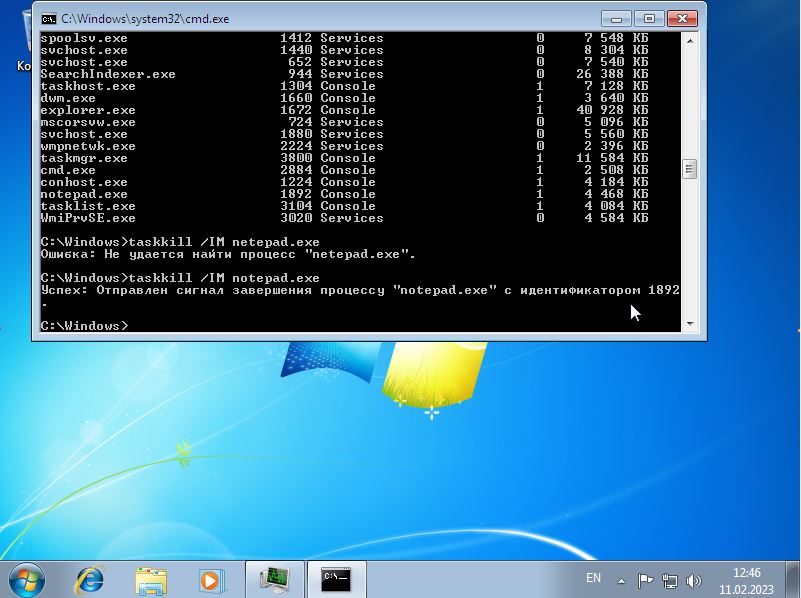 C:\Windows\system32\cmd.exe
Ко
spoolsv.exe 1412 Services 0 7 548 КБ
svchost.exe 1440 Services 0 8 304 КБ
svchost.exe 652 Services 0 7 540 КБ
SearchIndexer.exe 944 Services 0 26 388 КБ
taskhost.exe 1304 Console 1 7 128 КБ
dwm.exe 1660 Console 1 3 640 КБ
explorer.exe 1672 Console 1 40 928 КБ
mscorsvw.exe 724 Services 0 5 096 КБ
svchost.exe 1880 Services 0 5 560 КБ
wmpnetwk.exe 2224 Services 0 2 396 КБ
taskmgr.exe 3800 Console 1 11 584 КБ
cmd.exe 2884 Console 1 2 508 КБ
conhost.exe 1224 Console 1 4 184 КБ
notepad.exe 1892 Console 1 4 468 КБ
tasklist.exe 3104 Console 1 4 084 КБ
WmiPrvSE.exe 3020 Services 0 4 584 КБ
C:\Windows>taskkill /IM netepad.exe
Ошибка: Не удается найти процесс "netepad.exe".
C:\Windows>taskkill /IM notepad.exe
Успех: Отправлен сигнал завершения процессу "notepad.exe" с идентификатором 1892
.
C:\Windows>
EN
12:46
11.02.2023